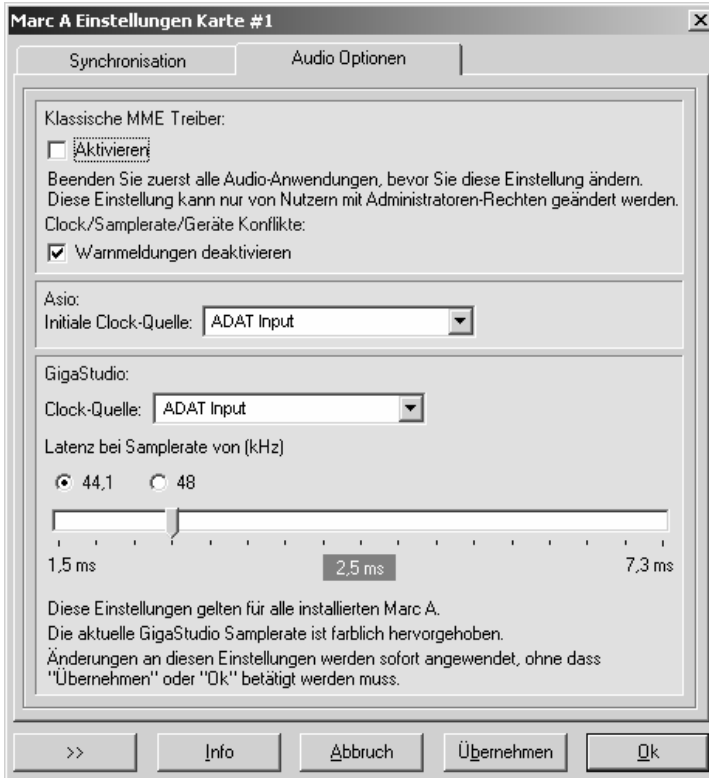 Marc A Einstellungen Karte #1
Synchronisation
Audio Optionen
Klassische MME Treiber:
Aktivieren
Beenden Sie zuerst alle Audio-Anwendungen, bevor Sie diese Einstellung ändern.
Diese Einstellung kann nur von Nutzern mit Administratoren-Rechten geändert werden.
Clock/Samplerate/Geräte Konflikte:
Warnmeldungen deaktivieren
Asio:
Initiale Clock-Quelle: ADAT Input
GigaStudio:
Clock-Quelle: ADAT Input
Latenz bei Samplerate von (kHz)
44,1 48
1,5 ms 2,5 ms 7,3 ms
Diese Einstellungen gelten für alle installierten Marc A.
Die aktuelle GigaStudio Samplerate ist farblich hervorgehoben.
Änderungen an diesen Einstellungen werden sofort angewendet, ohne dass
"Übernehmen" oder "Ok" betätigt werden muss.
>> Info Abbruch Übernehmen Ok